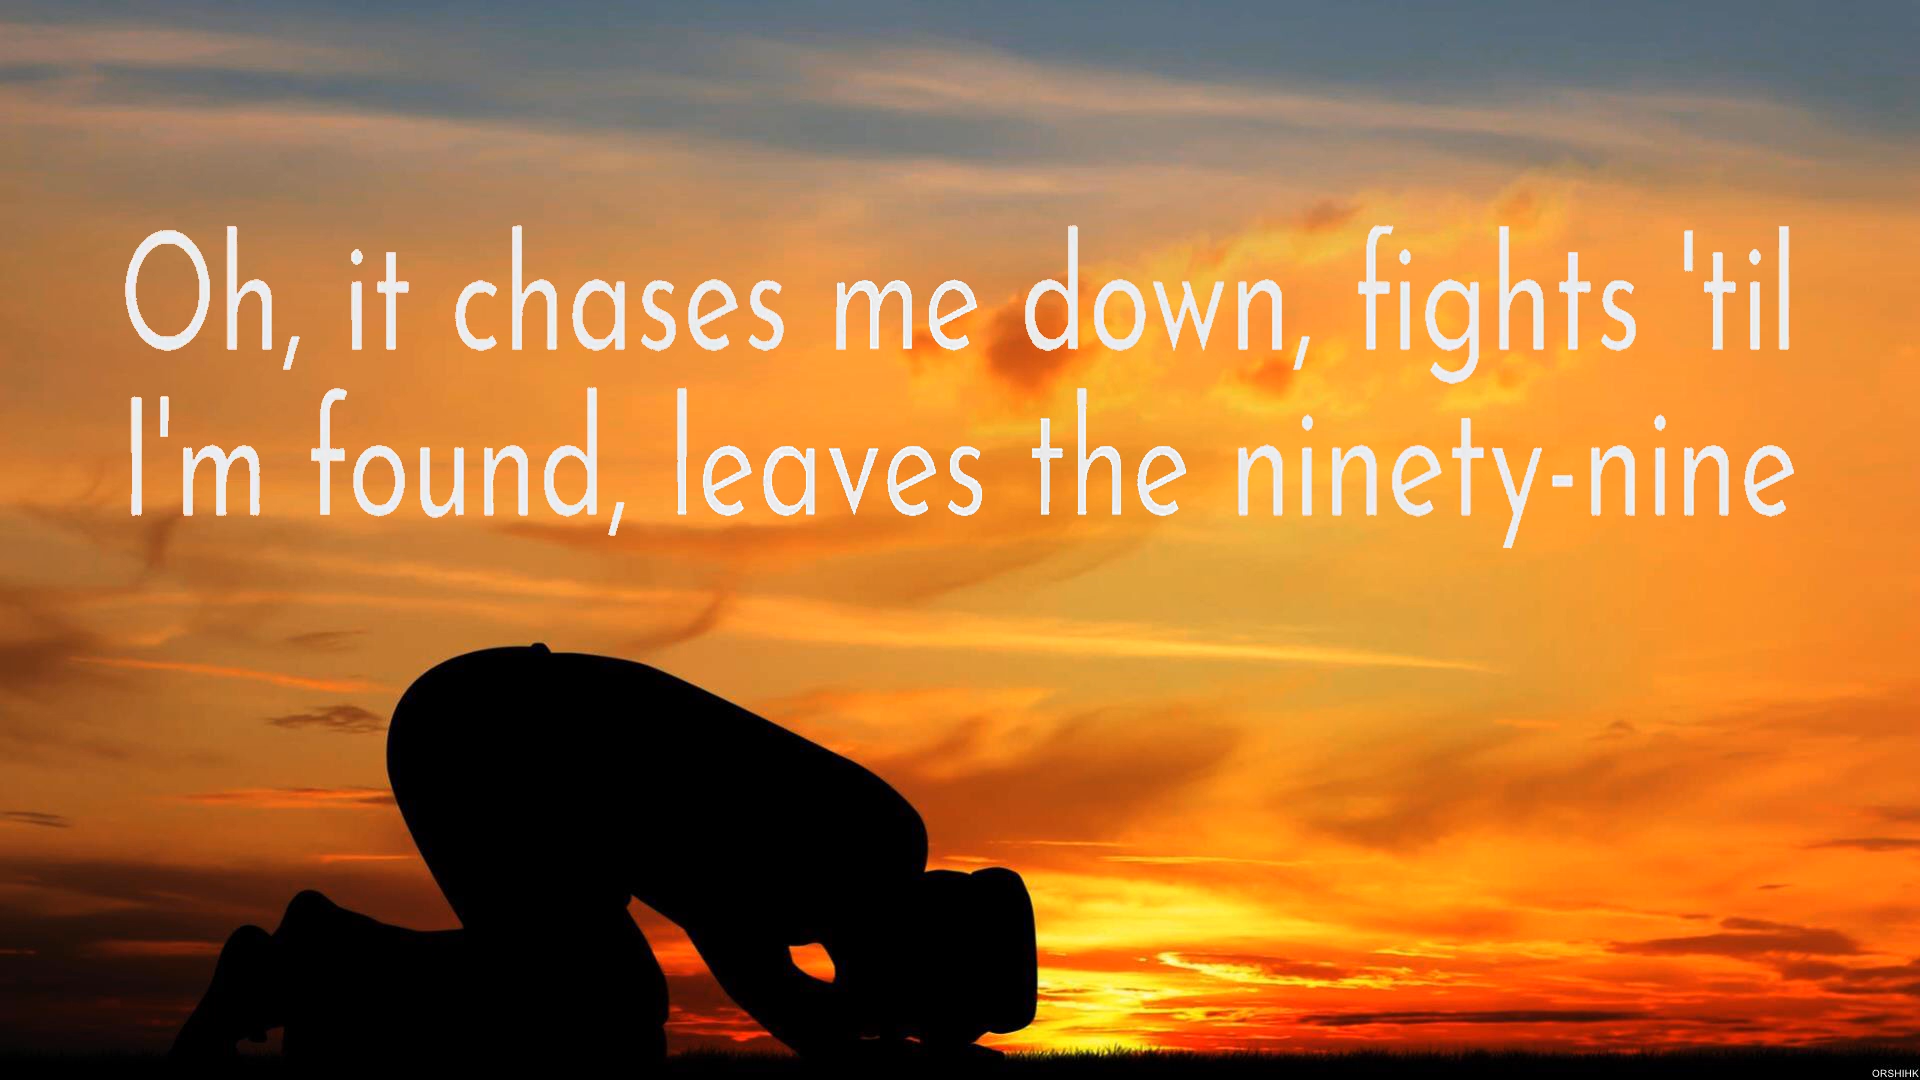 Oh, it chases me down, fights 'til
I'm found, leaves the ninety-nine
ORSHIHK